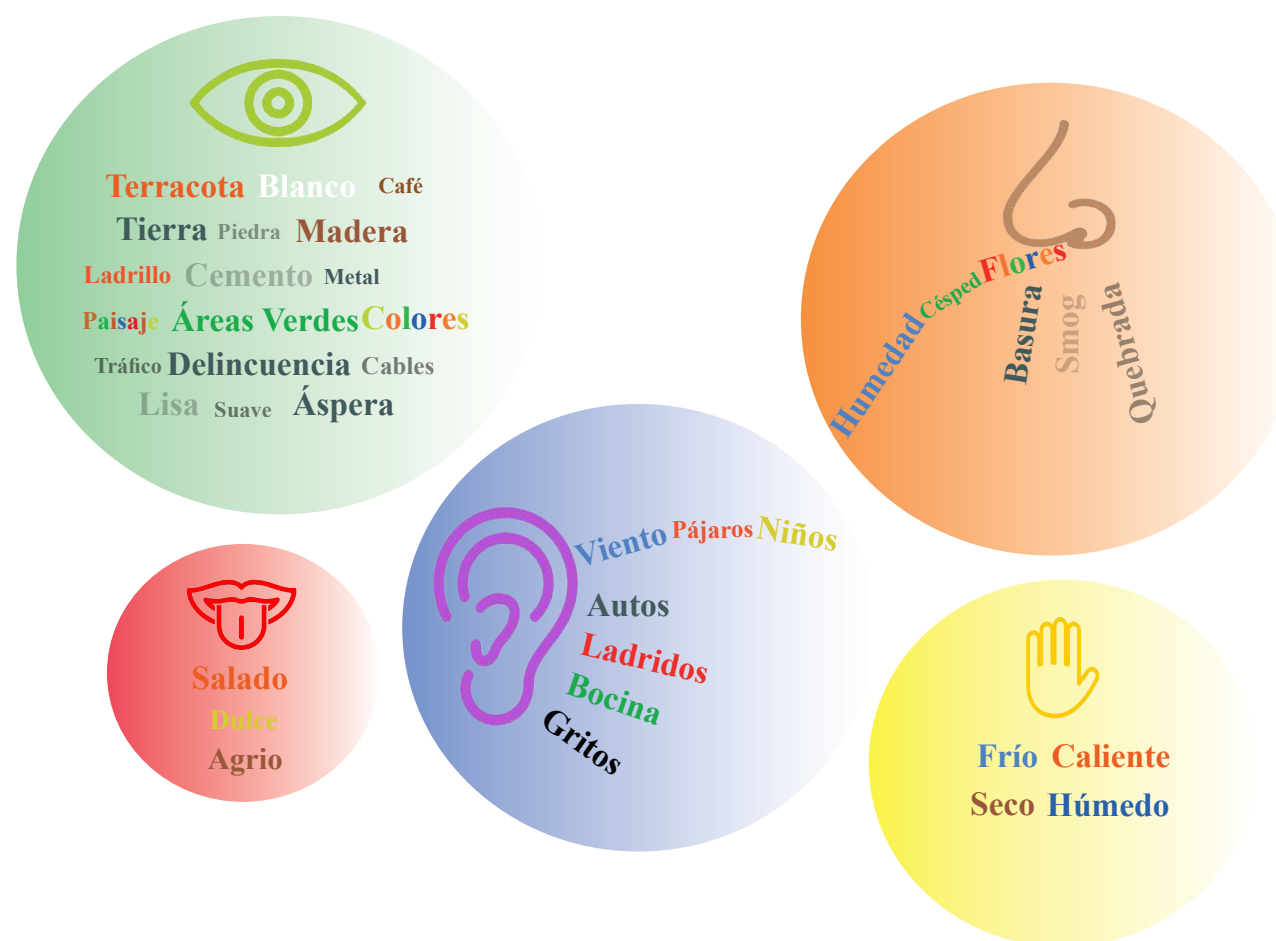 Terracota Blanco Café
Tierra Piedra Madera
Ladrillo Cemento Metal
Paisaje Áreas Verdes Colores
Tráfico Delincuencia Cables
Lisa Suave Áspera
Humedad Césped Flores
Basura
Smog
Quebrada
Viento Pájaros Niños
Autos
Ladridos
Bocina
Gritos
Salado
Dulce
Agrio
Frío Caliente
Seco Húmedo